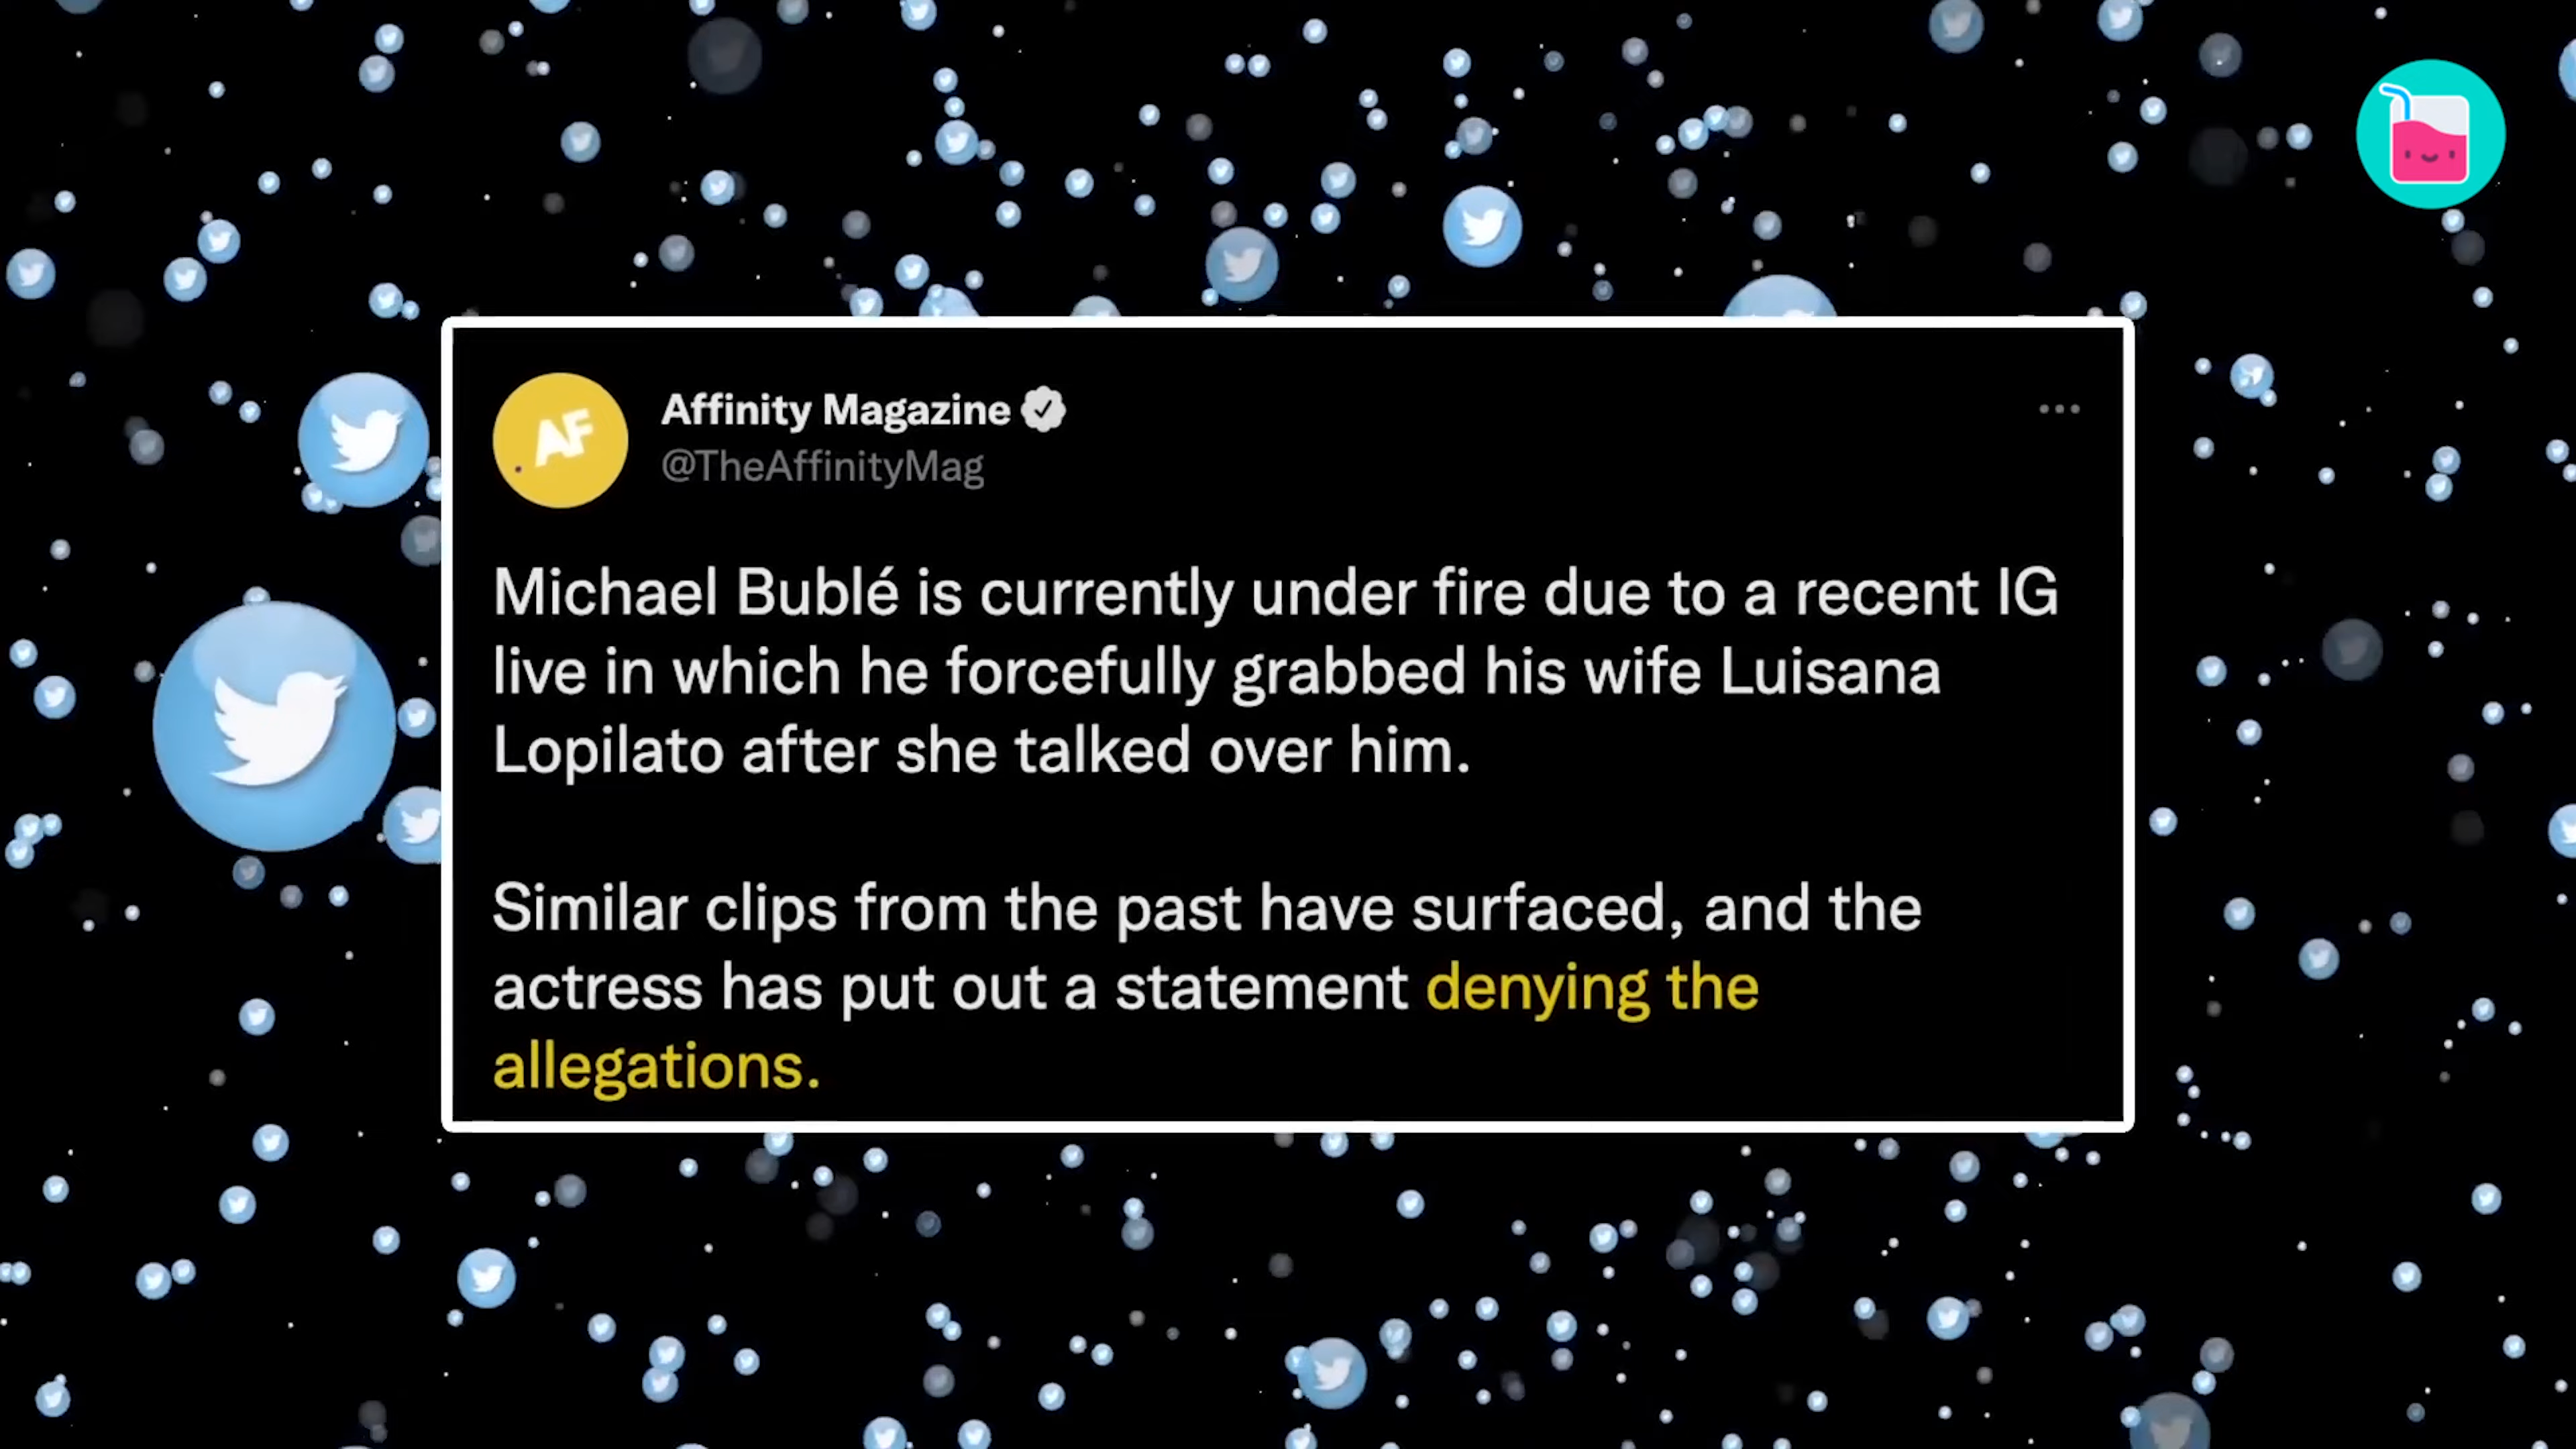 AF
Affinity Magazine
@TheAffinityMag
Michael Bublé is currently under fire due to a recent IG
live in which he forcefully grabbed his wife Luisana
Lopilato after she talked over him.
Similar clips from the past have surfaced, and the
actress has put out a statement denying the
allegations.